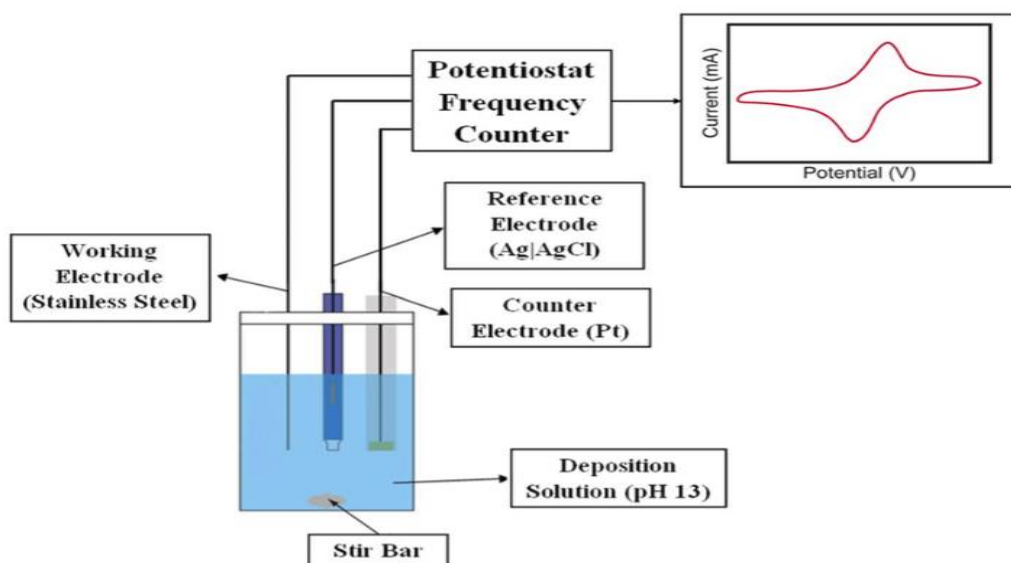 Potentiostat
Frequency
Counter
Current (mA)
Potential (V)
Reference
Electrode
(Ag|AgCl)
Working
Electrode
(Stainless Steel)
Counter
Electrode (Pt)
Deposition
Solution (pH 13)
Stir Bar